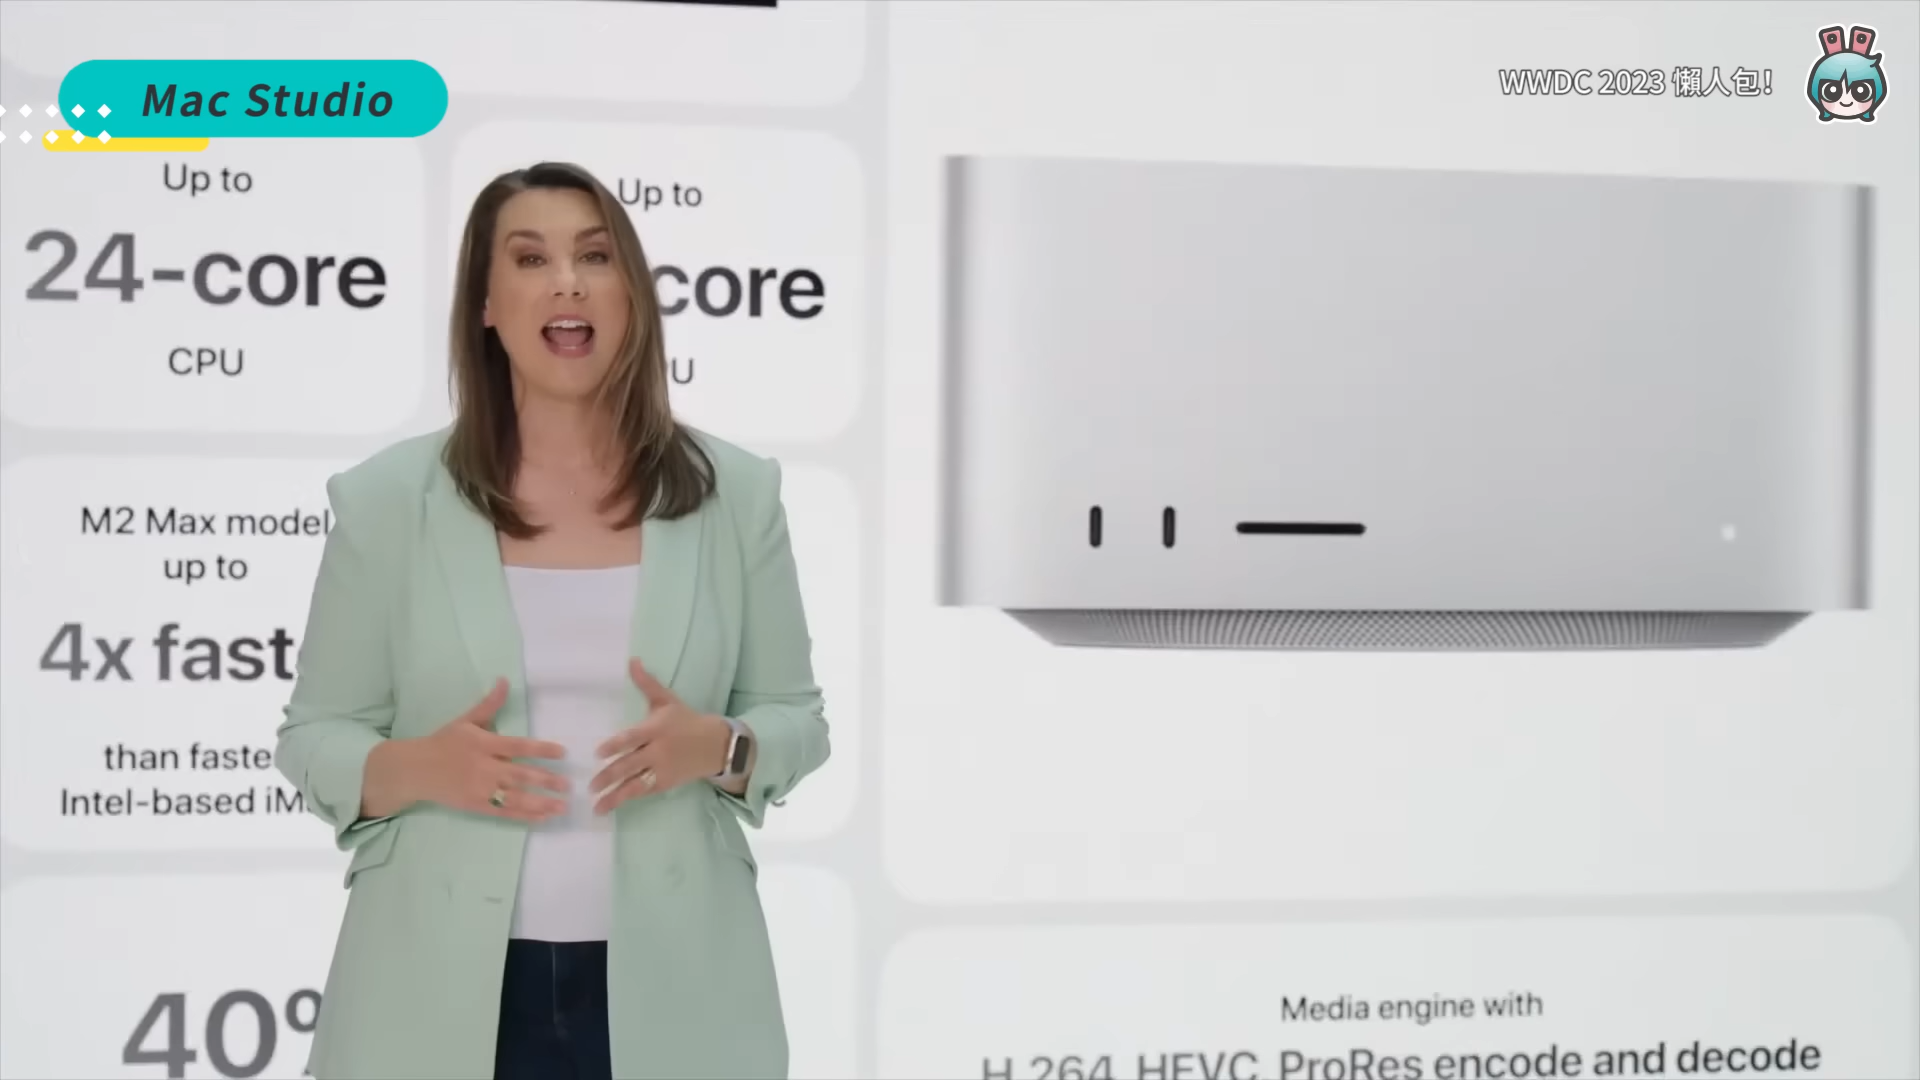 Mac Studio
WWDC 2023 懶人包!
Up to
24-core
CPU
Up to
core
M2 Max model
up to
4x fast
than faste
Intel-based iM
40%
Media engine with
H.264, HEVC, ProRes encode and decode